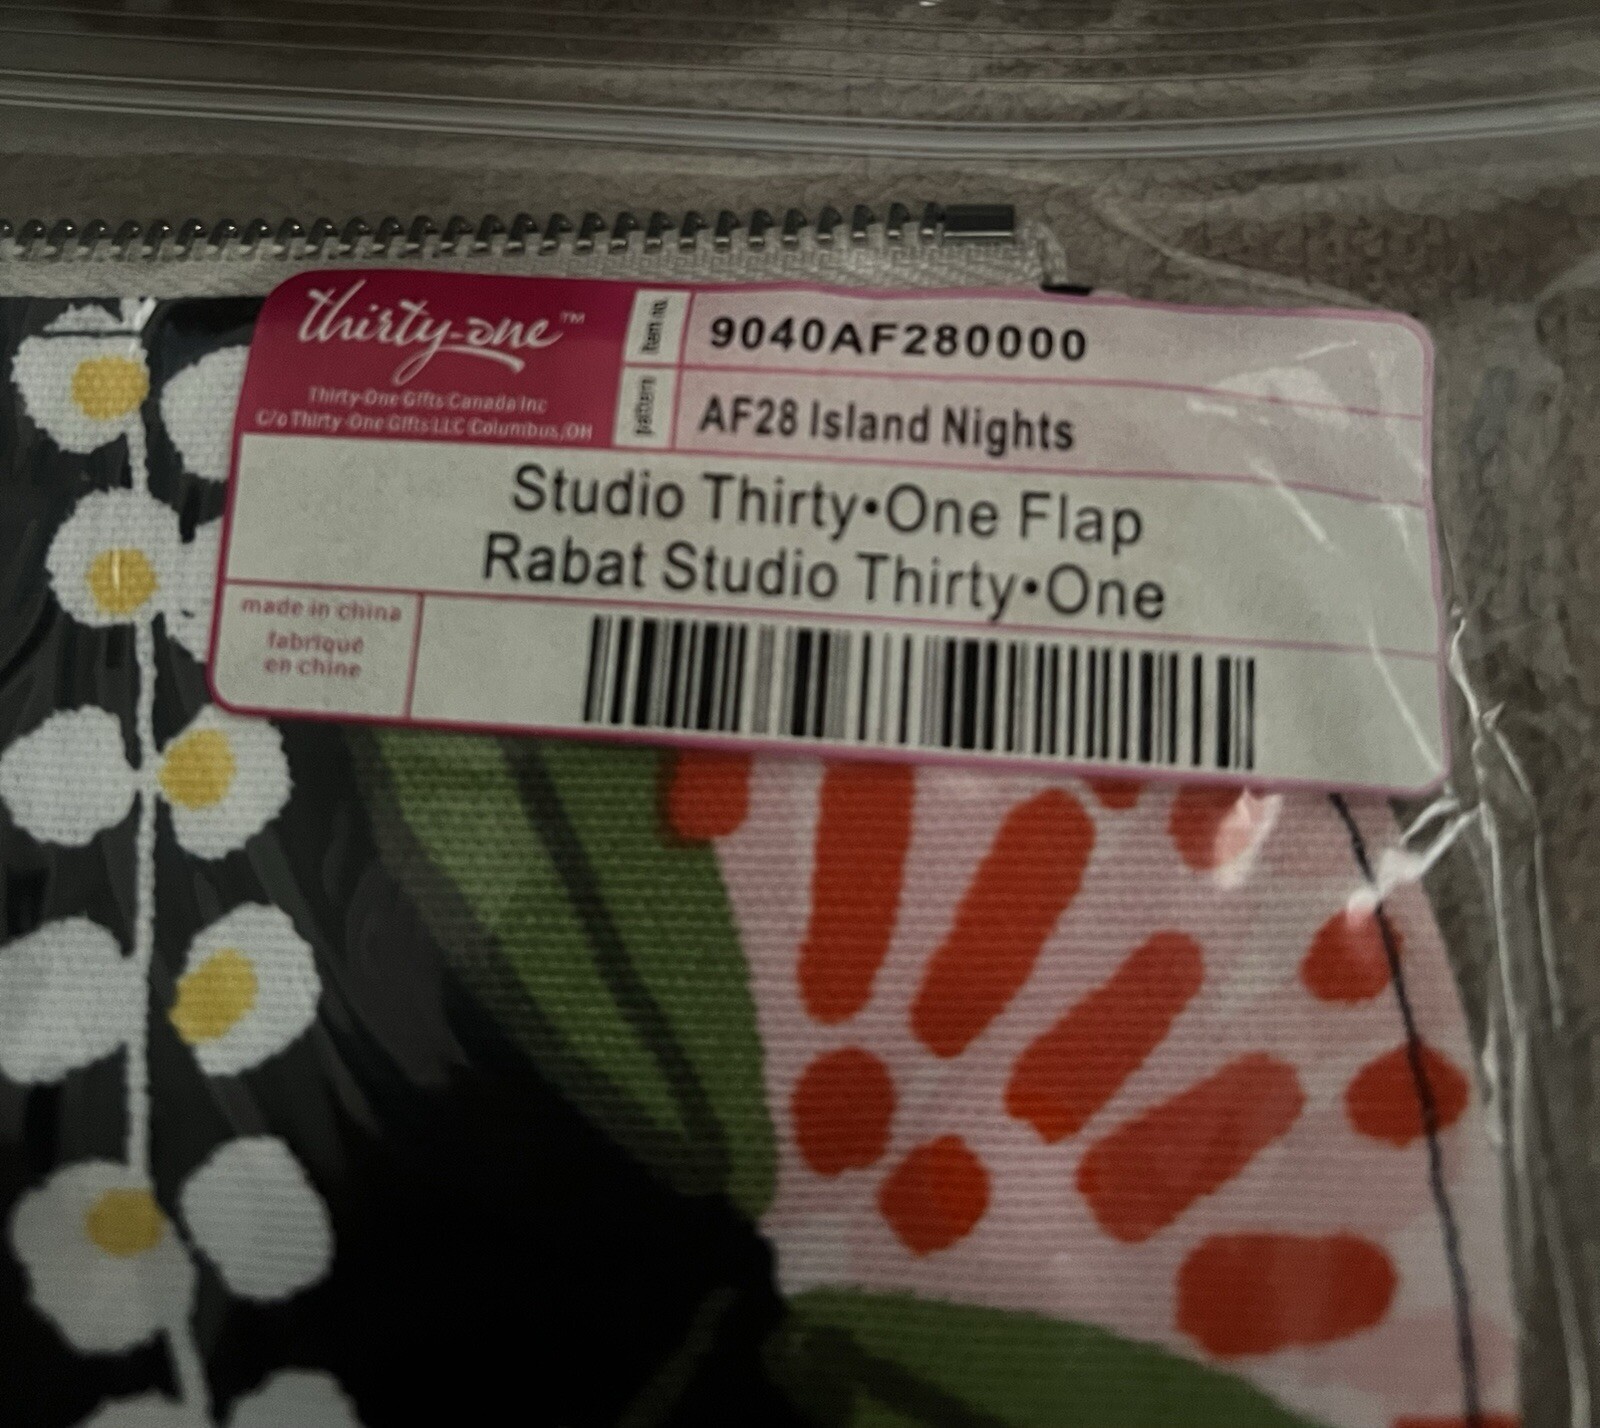 thirty-one™
Thirty-One Gifts Canada Inc
C/o Thirty-One Gifts LLC Columbus, OH
item no.
9040AF280000
pattern
AF28 Island Nights
Studio Thirty•One Flap
Rabat Studio Thirty•One
made in china
fabriqué
en chine